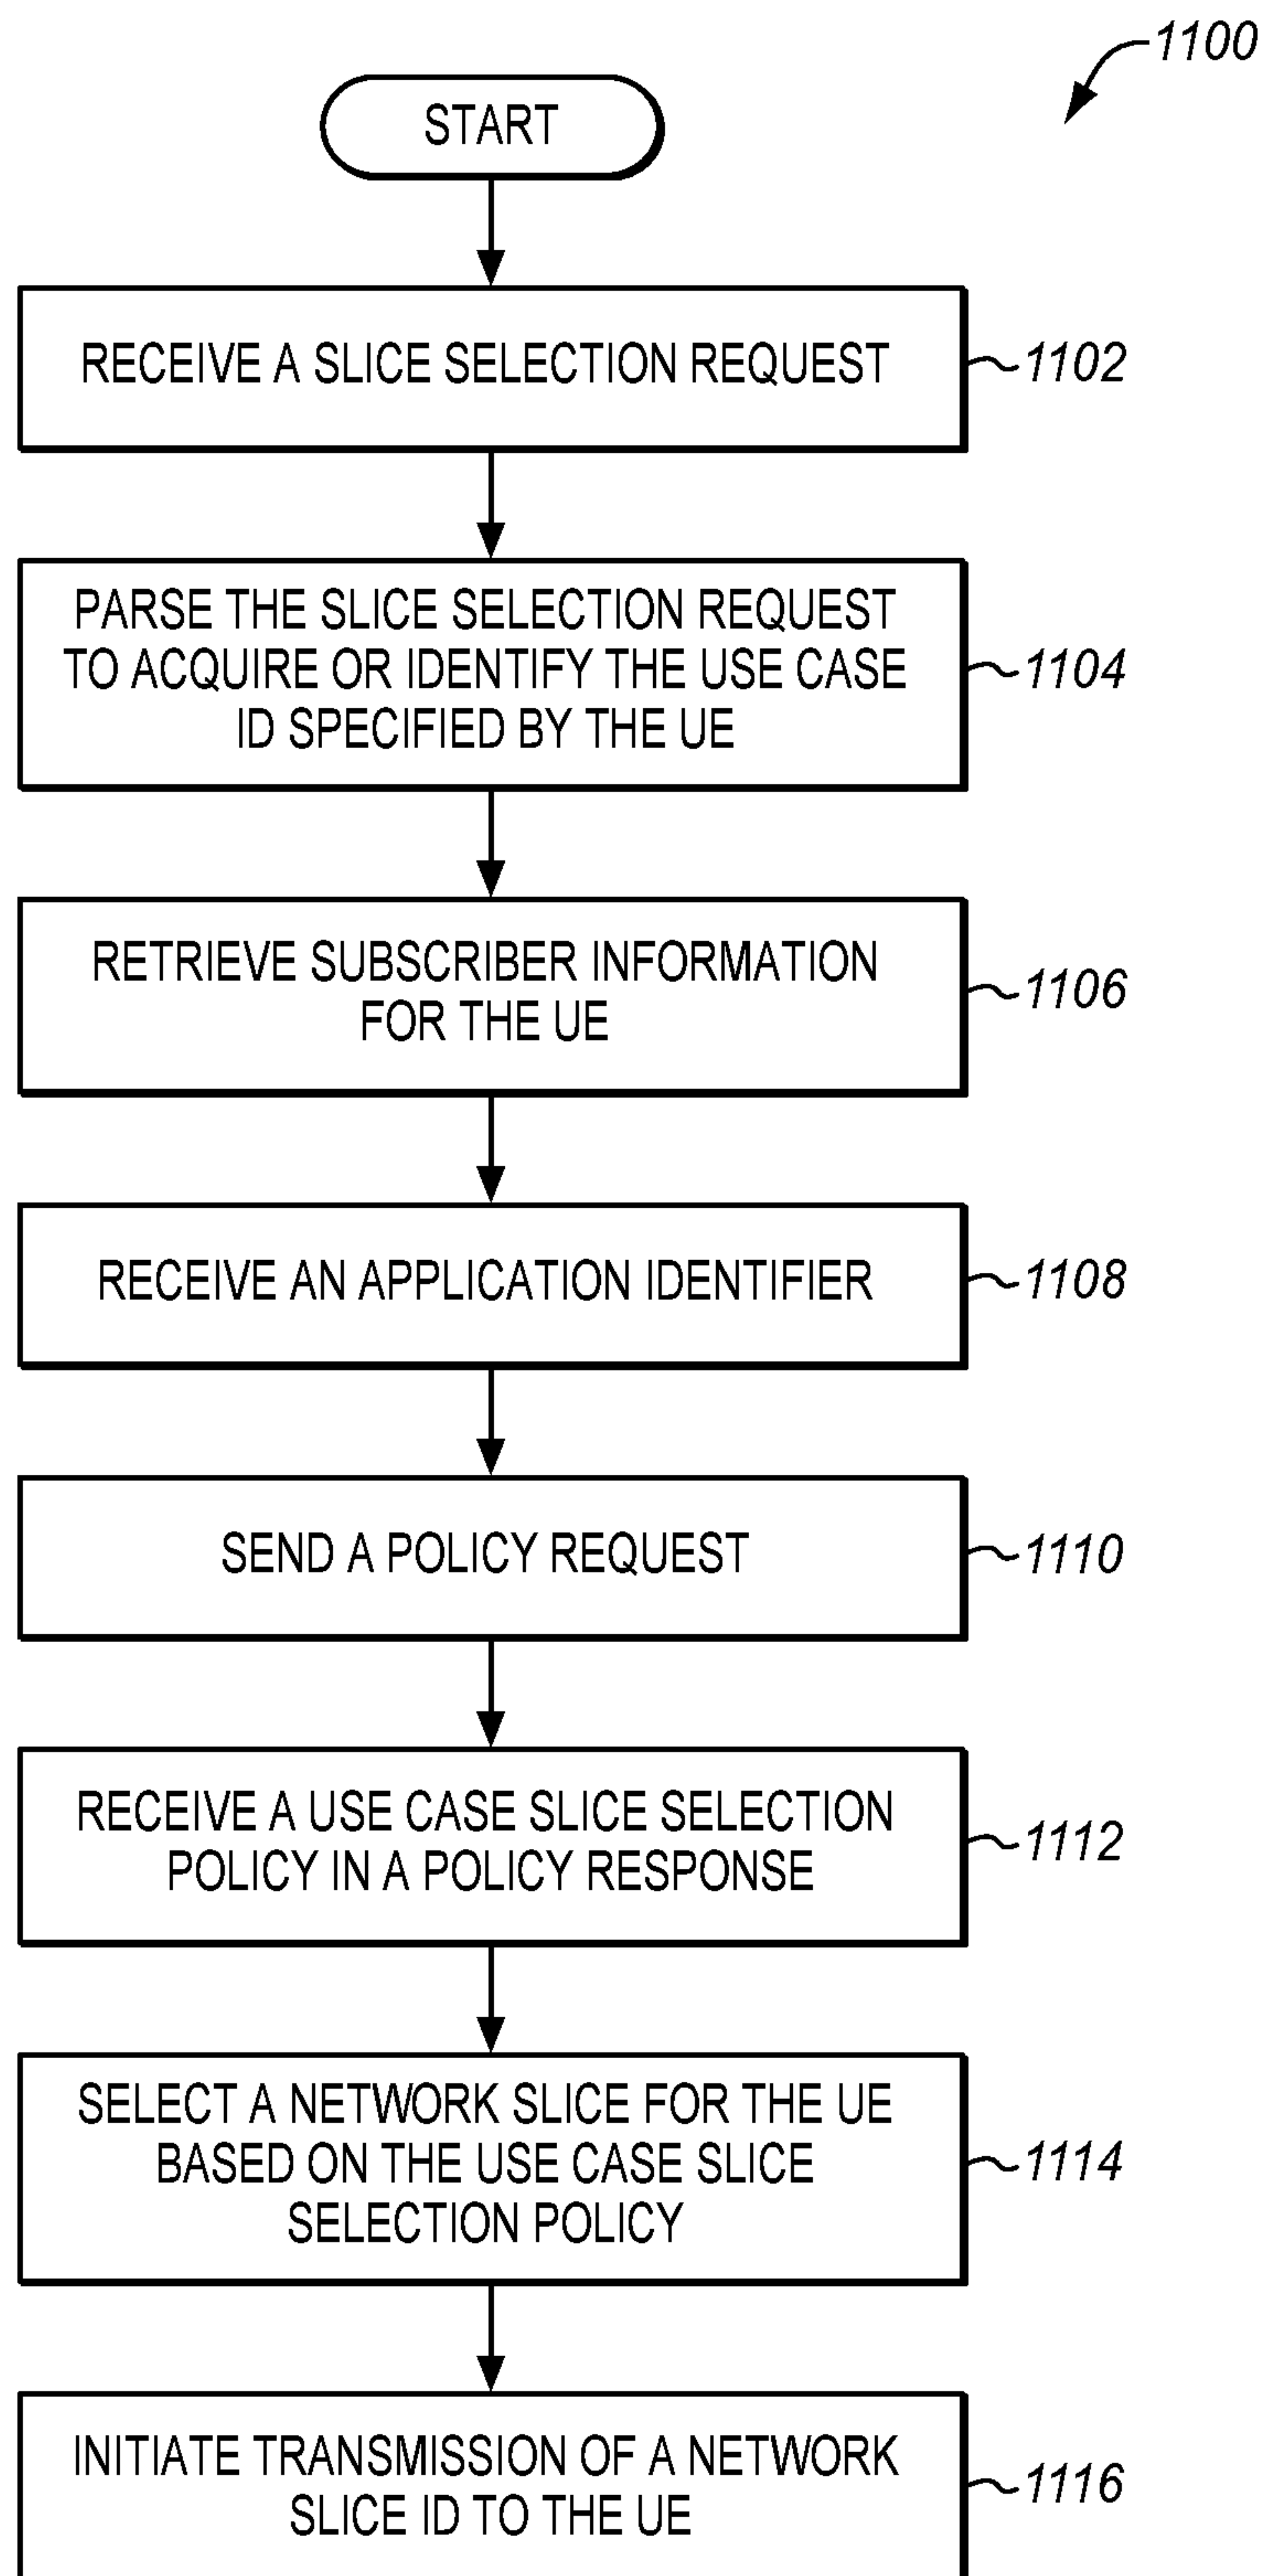 1100
START
RECEIVE A SLICE SELECTION REQUEST
1102
PARSE THE SLICE SELECTION REQUEST
TO ACQUIRE OR IDENTIFY THE USE CASE
ID SPECIFIED BY THE UE
1104
RETRIEVE SUBSCRIBER INFORMATION
FOR THE UE
1106
RECEIVE AN APPLICATION IDENTIFIER
1108
SEND A POLICY REQUEST
1110
RECEIVE A USE CASE SLICE SELECTION
POLICY IN A POLICY RESPONSE
1112
SELECT A NETWORK SLICE FOR THE UE
BASED ON THE USE CASE SLICE
SELECTION POLICY
1114
INITIATE TRANSMISSION OF A NETWORK
SLICE ID TO THE UE
1116